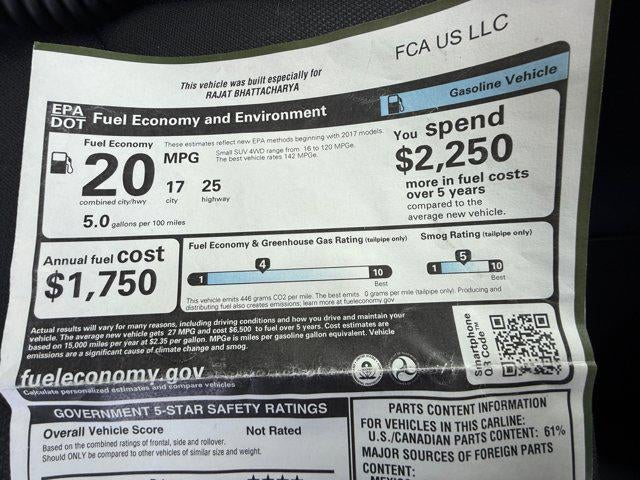 FCA US LLC
This vehicle was built especially for
RAJAT BHATTACHARYA
EPA
DOT
Fuel Economy and Environment
Gasoline Vehicle
Fuel Economy
These estimates reflect new EPA methods beginning with 2017 models.
20
MPG
Small SUV 4WD range from 16 to 120 MPGe.
The best vehicle rates 142 MPGe.
17
city
25
highway
combined city/hwy
5.0 gallons per 100 miles
You spend
$2,250
more in fuel costs
over 5 years
compared to the
average new vehicle.
Annual fuel cost
$1,750
Fuel Economy & Greenhouse Gas Rating (tailpipe only)
Smog Rating (tailpipe only)
4
1
10
Best
5
1
10
Best
This vehicle emits 446 grams CO2 per mile. The best emits 0 grams per mile (tailpipe only). Producing and
distributing fuel also creates emissions; learn more at fueleconomy.gov
Actual results will vary for many reasons, including driving conditions and how you drive and maintain your
vehicle. The average new vehicle gets 27 MPG and cost $6,500 to fuel over 5 years. Cost estimates are
based on 15,000 miles per year at $2.35 per gallon. MPGe is miles per gasoline gallon equivalent. Vehicle
emissions are a significant cause of climate change and smog.
fueleconomy.gov
Calculate personalized estimates and compare vehicles
Smartphone
QR Code™
GOVERNMENT 5-STAR SAFETY RATINGS
Overall Vehicle Score
Not Rated
Based on the combined ratings of frontal, side and rollover.
Should ONLY be compared to other vehicles of similar size and weight.
PARTS CONTENT INFORMATION
FOR VEHICLES IN THIS CARLINE:
U.S./CANADIAN PARTS CONTENT: 61%
MAJOR SOURCES OF FOREIGN PARTS
CONTENT: